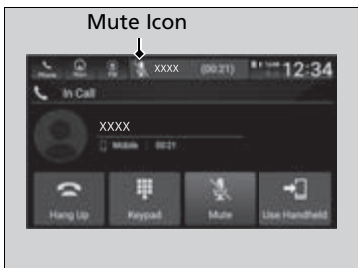 Mute Icon
Phone XXXX (00:21) 12:34
In Call
XXXX
Mobile 00:21
Hang Up Keypad Mute Use Handheld